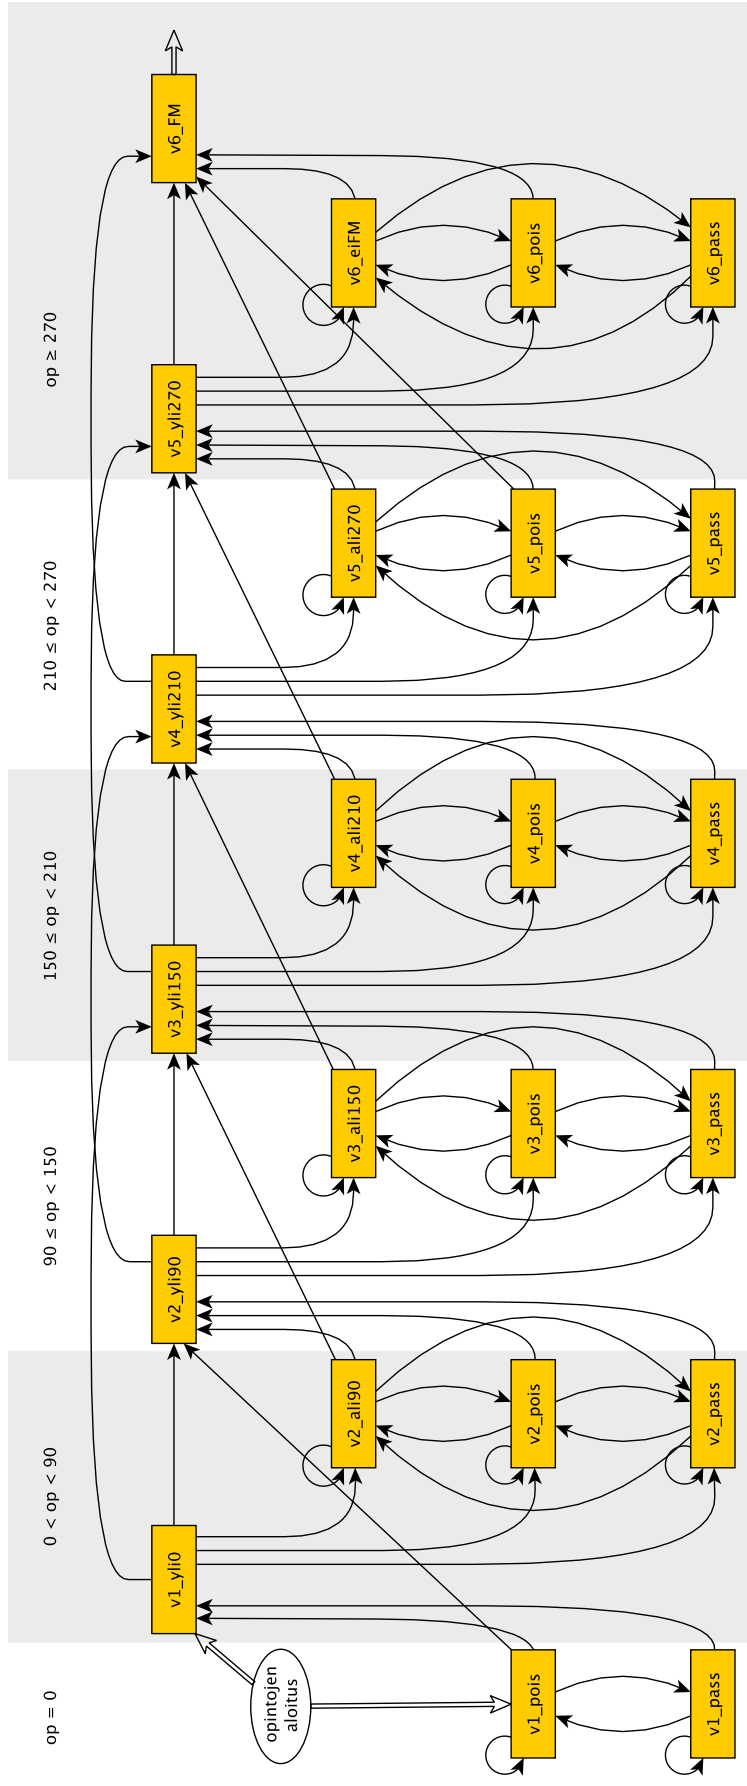 op = 0
0 < op < 90
90 ≤ op < 150
150 ≤ op < 210
210 ≤ op < 270
op ≥ 270
opintojen
aloitus
v1_yli0
v2_yli90
v3_yli150
v4_yli210
v5_yli270
v6_FM
v2_ali90
v3_ali150
v4_ali210
v5_ali270
v6_eiFM
v1_pois
v2_pois
v3_pois
v4_pois
v5_pois
v6_pois
v1_pass
v2_pass
v3_pass
v4_pass
v5_pass
v6_pass